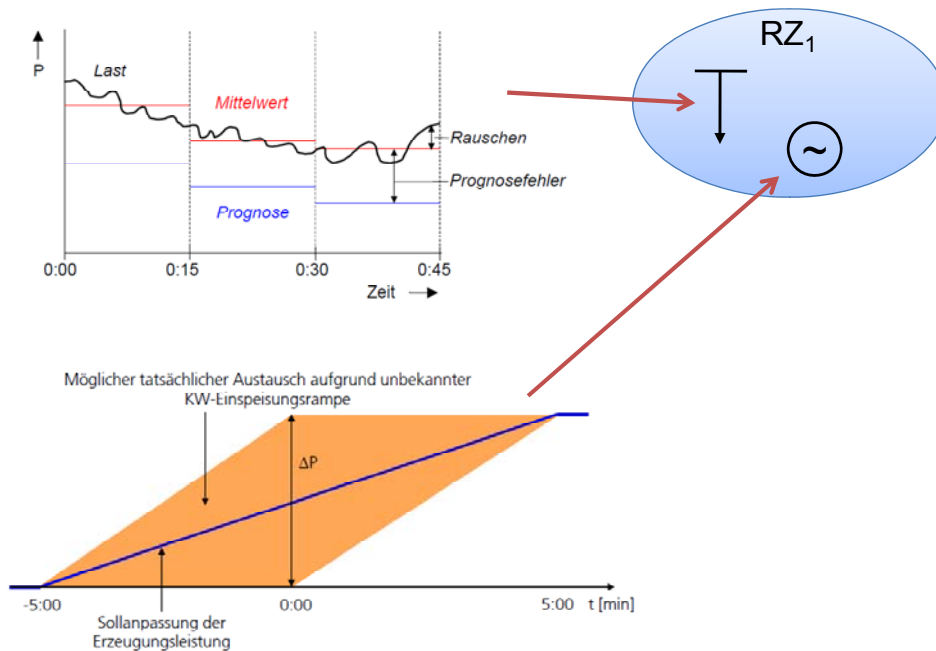 P
Last
Mittelwert
Rauschen
Prognosefehler
Prognose
0:00
0:15
0:30
0:45
Zeit
RZ₁
~
Möglicher tatsächlicher Austausch aufgrund unbekannter
KW-Einspeisungsrampe
ΔP
-5:00
0:00
5:00
t [min]
Sollanpassung der
Erzeugungsleistung